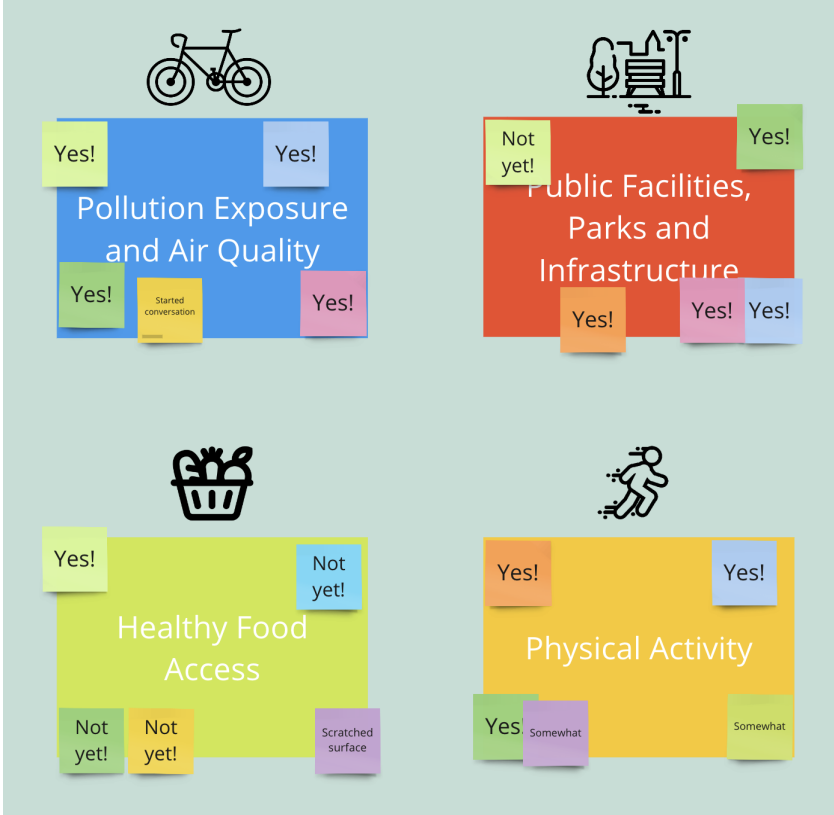 Yes!
Yes!
Pollution Exposure
and Air Quality
Yes!
Started
conversation
Yes!
Not
yet!
Yes!
Public Facilities,
Parks and
Infrastructure
Yes!
Yes!
Yes!
Yes!
Not
yet!
Healthy Food
Access
Not
yet!
Not
yet!
Scratched
surface
Yes!
Yes!
Physical Activity
Yes!
Somewhat
Somewhat